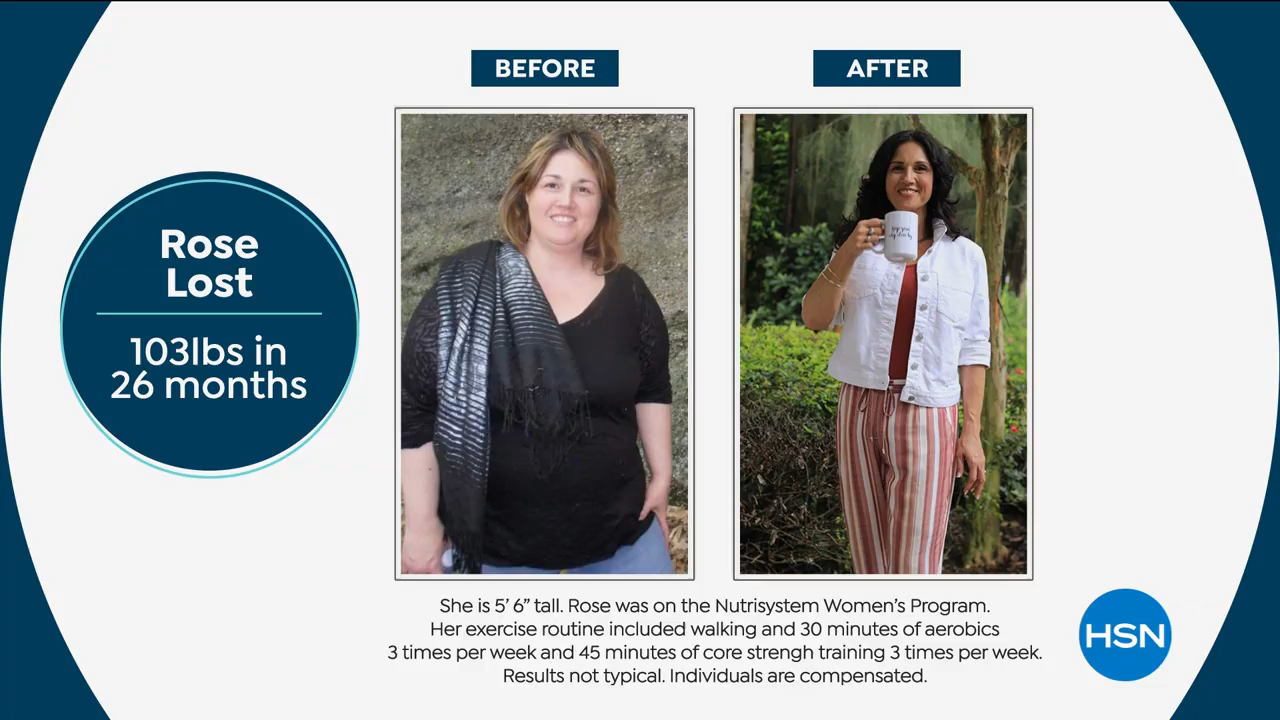 BEFORE
AFTER
Rose
Lost
103lbs in
26 months
She is 5’ 6” tall. Rose was on the Nutrisystem Women’s Program.
Her exercise routine included walking and 30 minutes of aerobics
3 times per week and 45 minutes of core strengh training 3 times per week.
Results not typical. Individuals are compensated.
HSN